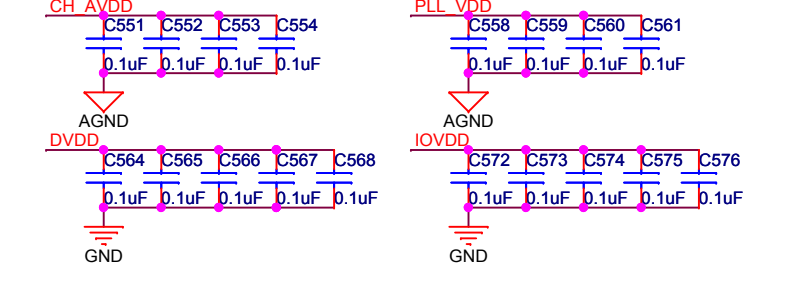 CH_AVDD
C551 C552 C553 C554
0.1uF 0.1uF 0.1uF 0.1uF
AGND
PLL_VDD
C558 C559 C560 C561
0.1uF 0.1uF 0.1uF 0.1uF
AGND
DVDD
C564 C565 C566 C567 C568
0.1uF 0.1uF 0.1uF 0.1uF 0.1uF
GND
IOVDD
C572 C573 C574 C575 C576
0.1uF 0.1uF 0.1uF 0.1uF 0.1uF
GND